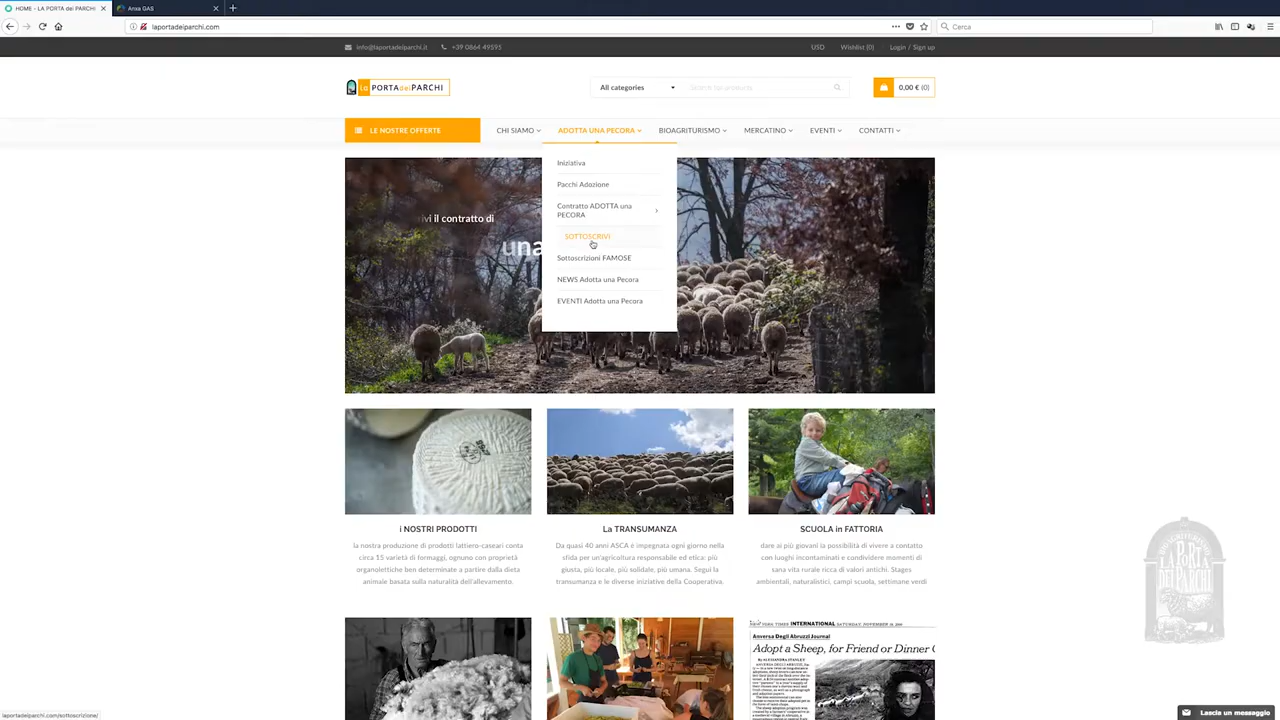 HOME - LA PORTA dei PARCHI
Anxa GAS
laportadeiparchi.com
Cerca
info@laportadeiparchi.it +39 0864 49595
USD Wishlist (0) Login / Sign up
la PORTA dei PARCHI
All categories
0,00 € (0)
LE NOSTRE OFFERTE
CHI SIAMO ADOTTA UNA PECORA BIOAGRITURISMO MERCATINO EVENTI CONTATTI
Iniziativa
Pacchi Adozione
Contratto ADOTTA una
PECORA
SOTTOSCRIVI
Sottoscrizioni FAMOSE
NEWS Adotta una Pecora
EVENTI Adotta una Pecora
ivi il contratto di
una
i NOSTRI PRODOTTI
la nostra produzione di prodotti lattiero-caseari conta
circa 15 varietà di formaggi, ognuno con proprietà
organolettiche ben determinate a partire dalla dieta
animale basata sulla naturalità dell'allevamento.
La TRANSUMANZA
Da quasi 40 anni ASCA è impegnata ogni giorno nella
sfida per un'agricoltura responsabile ed etica: più
giusta, più locale, più solidale, più umana. Segui la
transumanza e le diverse iniziative della Cooperativa.
SCUOLA in FATTORIA
dare ai più giovani la possibilità di vivere a contatto
con luoghi incontaminati e condividere momenti di
sana vita rurale ricca di valori antichi. Stages
ambientali, naturalistici, campi scuola, settimane verdi
INTERNATIONAL
Anversa Degli Abruzzi Journal
Adopt a Sheep, for Friend or Dinner
By ALESSANDRA STANLEY
LA PORTA
DEI
PARCHI
laportadeiparchi.com/sottoscrizione/
Lascia un messaggio